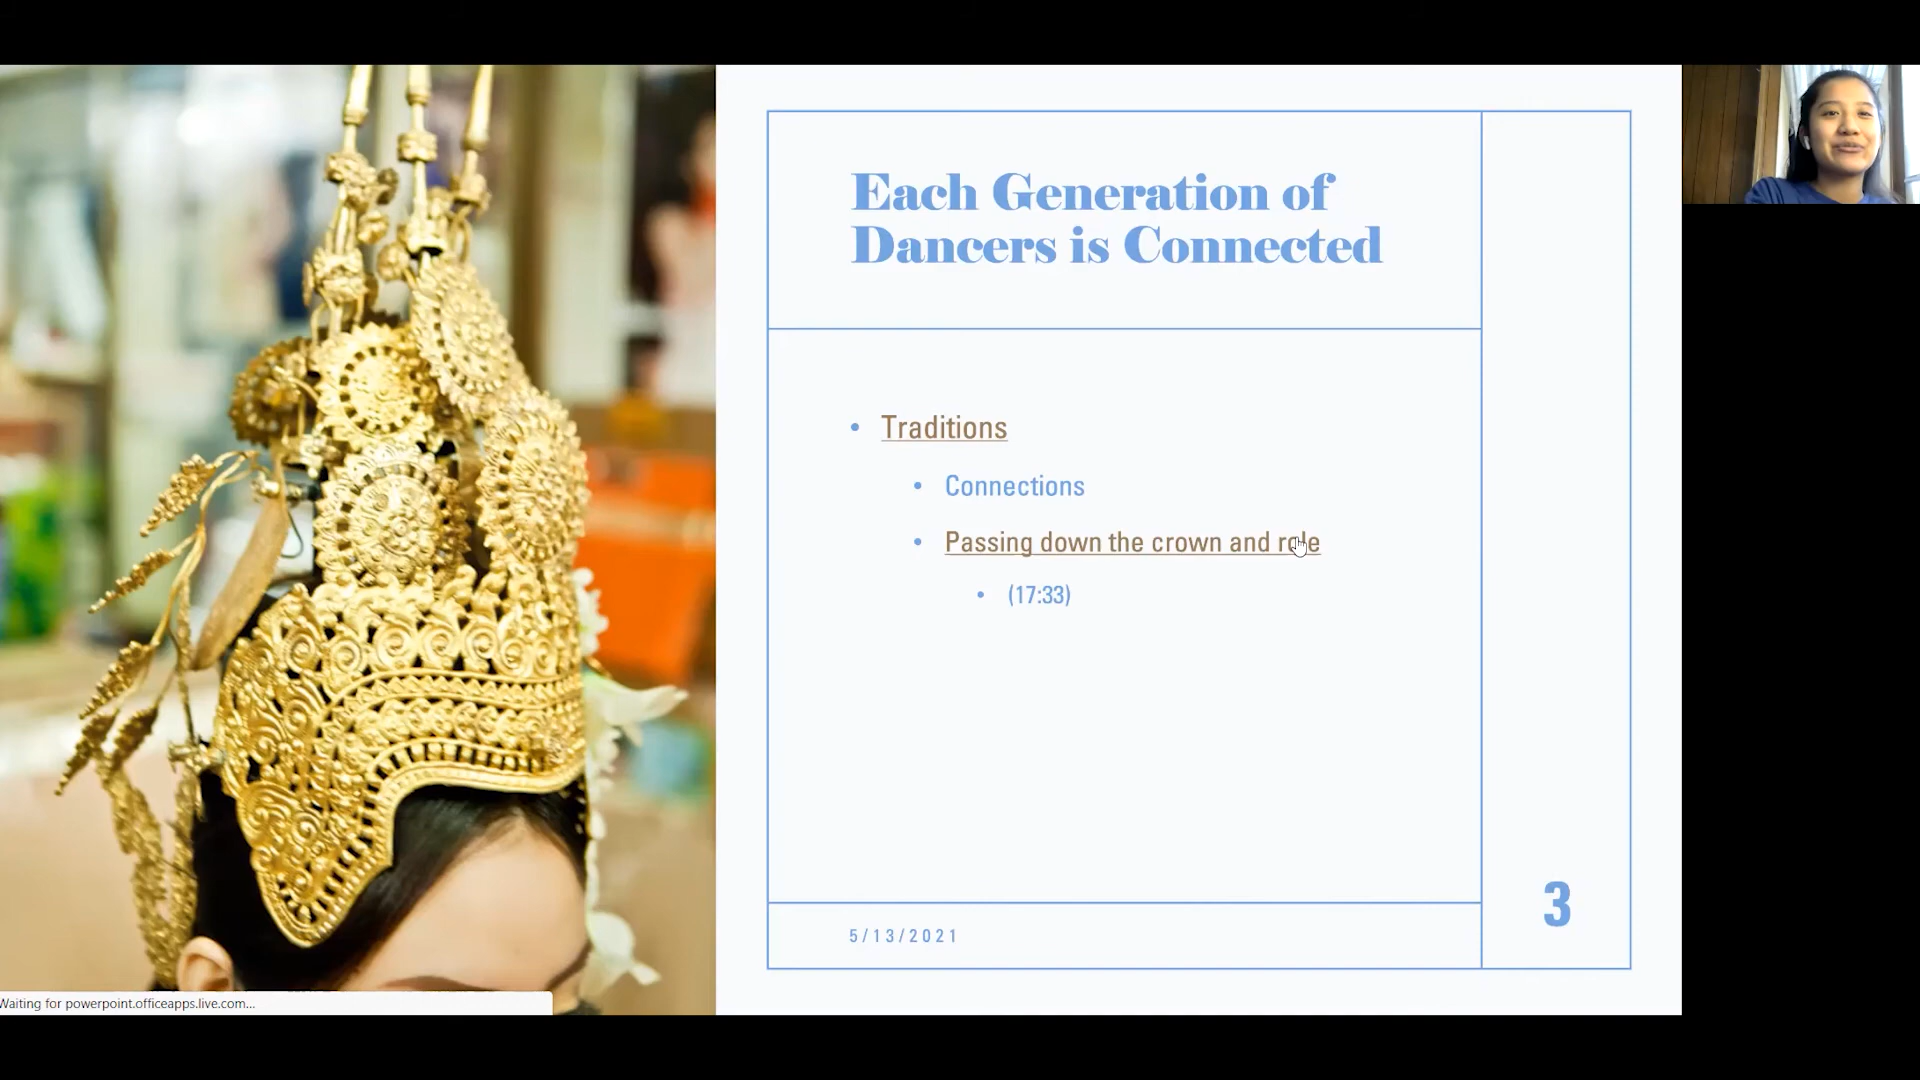 Each Generation of
Dancers is Connected
• Traditions
• Connections
• Passing down the crown and role
• (17:33)
5/13/2021
3
Waiting for powerpoint.officeapps.live.com...